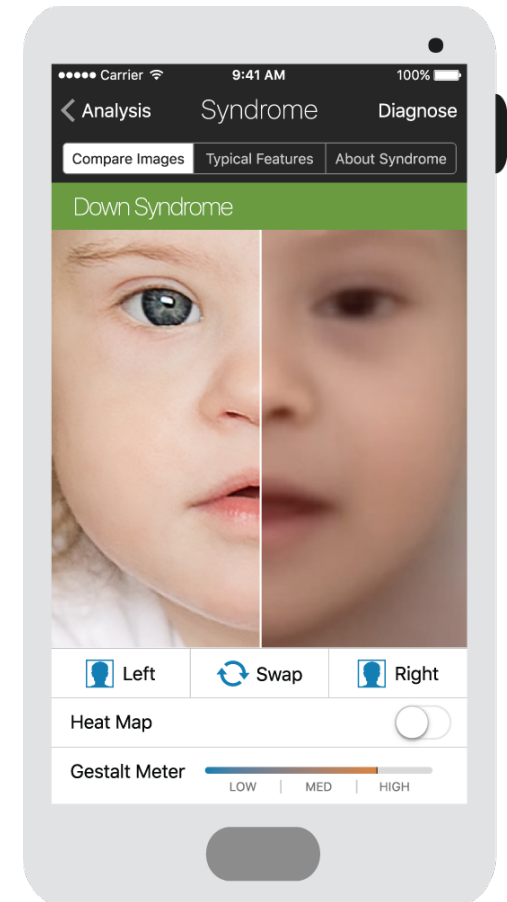 Carrier 9:41 AM 100%
Analysis Syndrome Diagnose
Compare Images Typical Features About Syndrome
Down Syndrome
Left Swap Right
Heat Map
Gestalt Meter
LOW | MED | HIGH